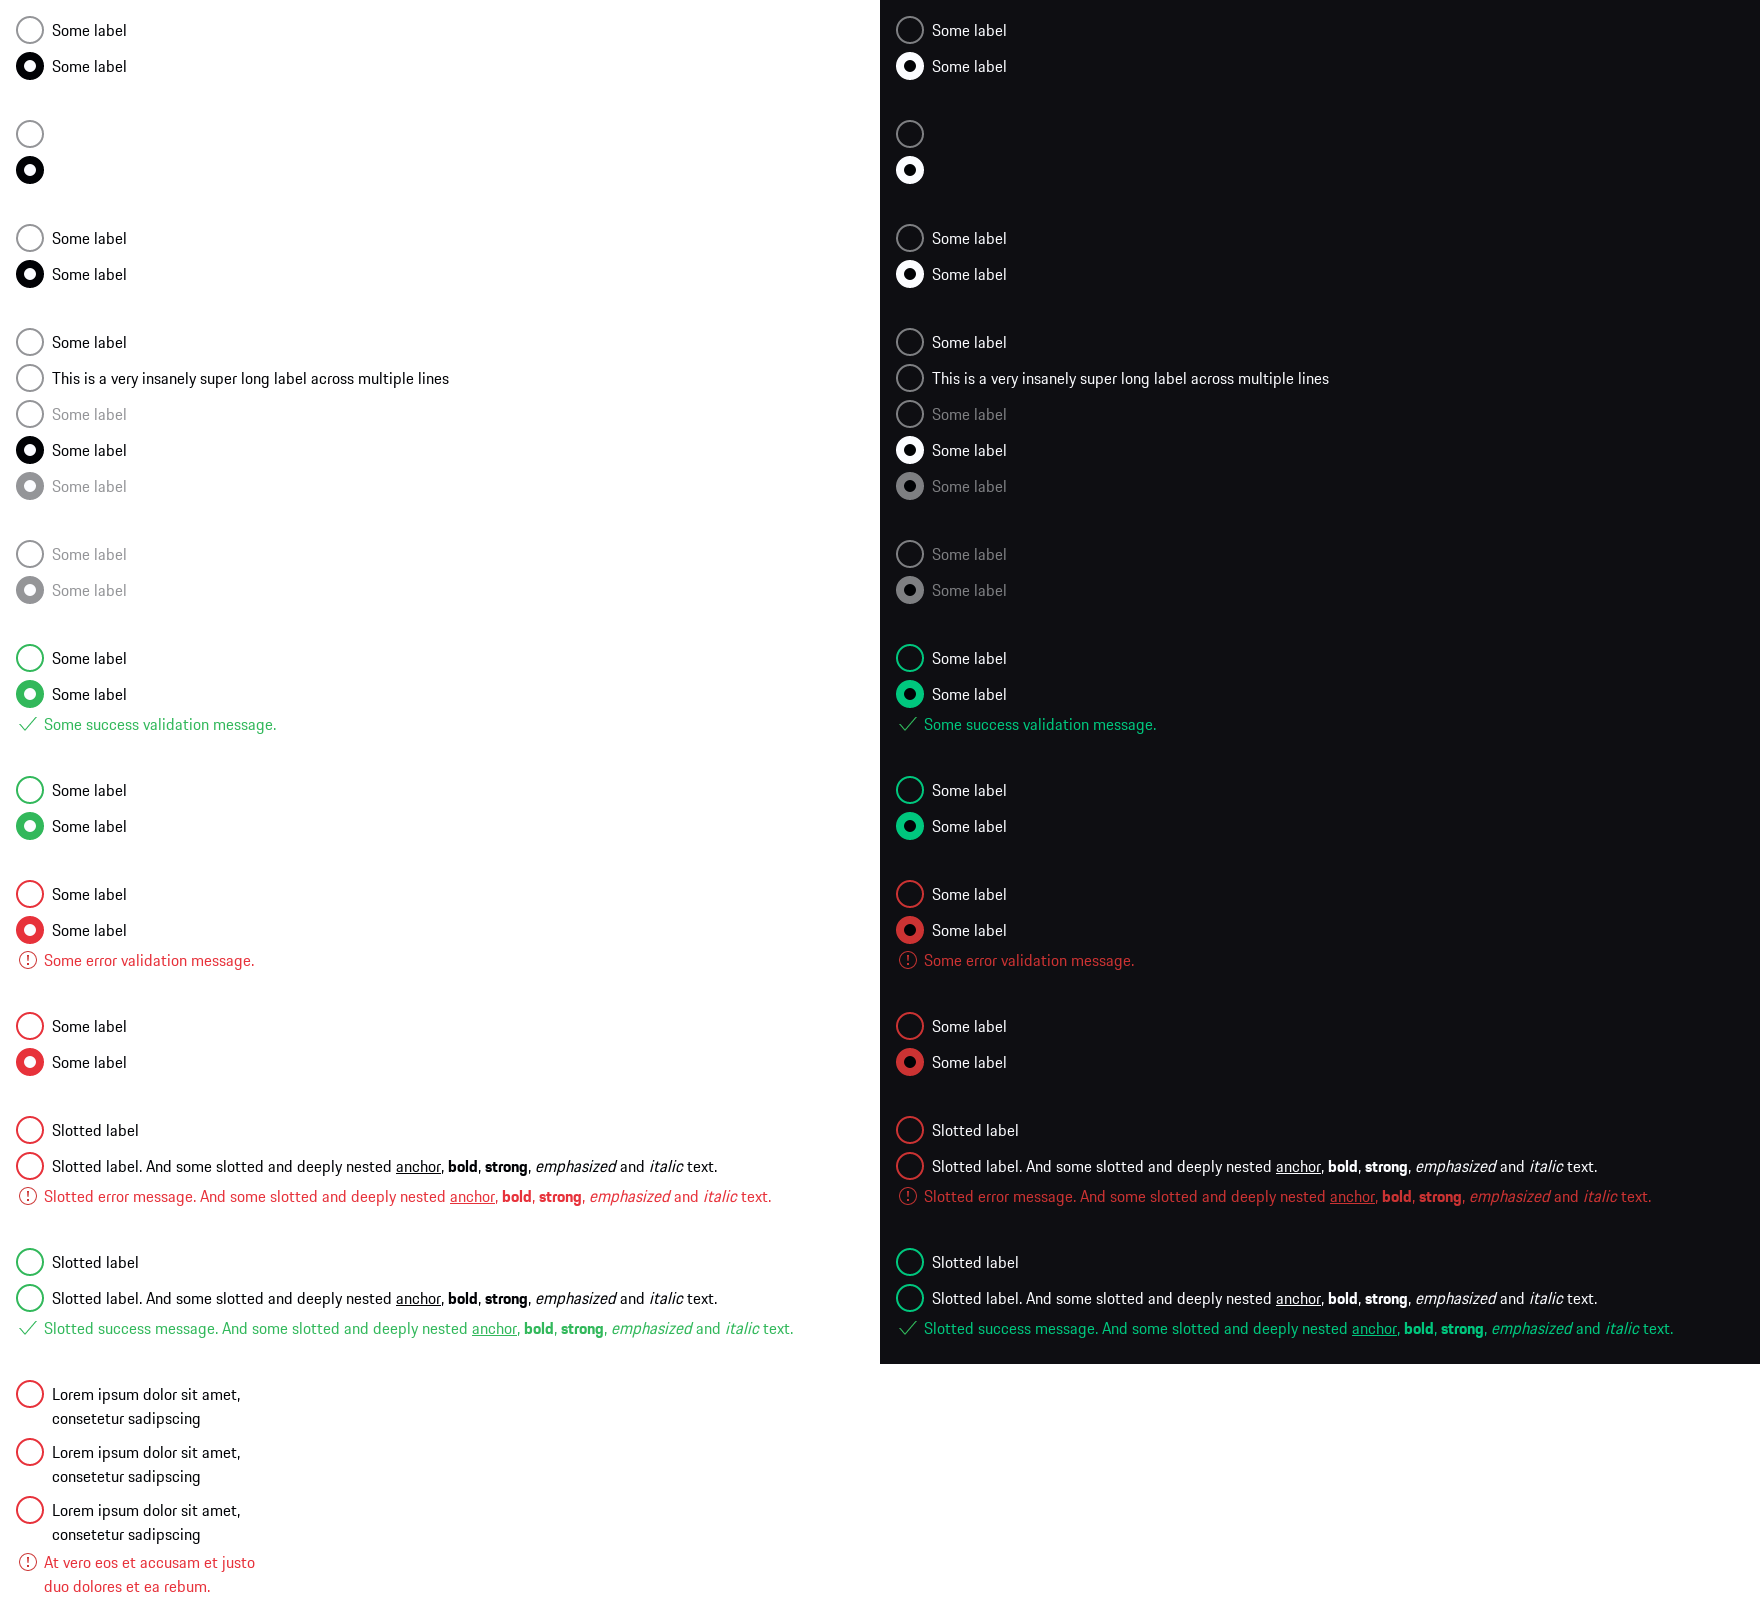 Some label
Some label
Some label
Some label
Some label
This is a very insanely super long label across multiple lines
Some label
Some label
Some label
Some label
Some label
Some label
Some label
Some success validation message.
Some label
Some label
Some label
Some label
Some error validation message.
Some label
Some label
Slotted label
Slotted label. And some slotted and deeply nested anchor, bold, strong, emphasized and italic text.
Slotted error message. And some slotted and deeply nested anchor, bold, strong, emphasized and italic text.
Slotted label
Slotted label. And some slotted and deeply nested anchor, bold, strong, emphasized and italic text.
Slotted success message. And some slotted and deeply nested anchor, bold, strong, emphasized and italic text.
Lorem ipsum dolor sit amet,
consetetur sadipscing
Lorem ipsum dolor sit amet,
consetetur sadipscing
Lorem ipsum dolor sit amet,
consetetur sadipscing
At vero eos et accusam et justo
duo dolores et ea rebum.
Some label
Some label
Some label
Some label
Some label
This is a very insanely super long label across multiple lines
Some label
Some label
Some label
Some label
Some label
Some label
Some label
Some success validation message.
Some label
Some label
Some label
Some label
Some error validation message.
Some label
Some label
Slotted label
Slotted label. And some slotted and deeply nested anchor, bold, strong, emphasized and italic text.
Slotted error message. And some slotted and deeply nested anchor, bold, strong, emphasized and italic text.
Slotted label
Slotted label. And some slotted and deeply nested anchor, bold, strong, emphasized and italic text.
Slotted success message. And some slotted and deeply nested anchor, bold, strong, emphasized and italic text.